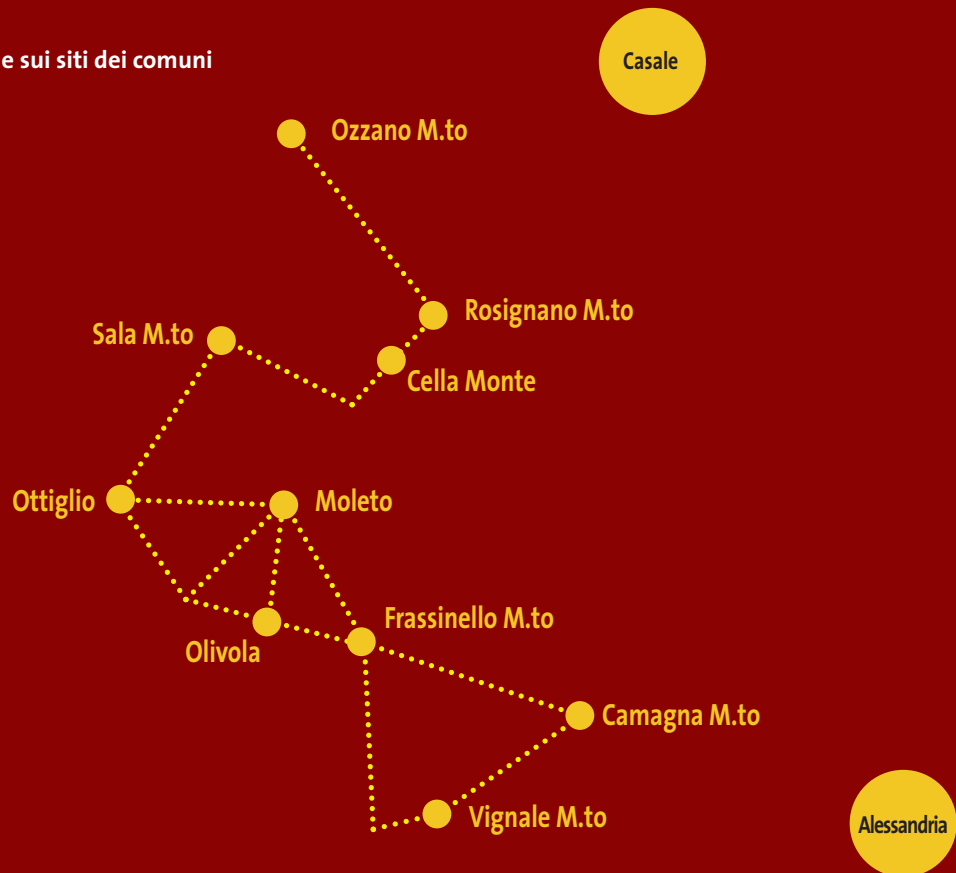 e sui siti dei comuni
Casale
Ozzano M.to
Rosignano M.to
Sala M.to
Cella Monte
Ottiglio
Moleto
Frassinello M.to
Olivola
Camagna M.to
Vignale M.to
Alessandria